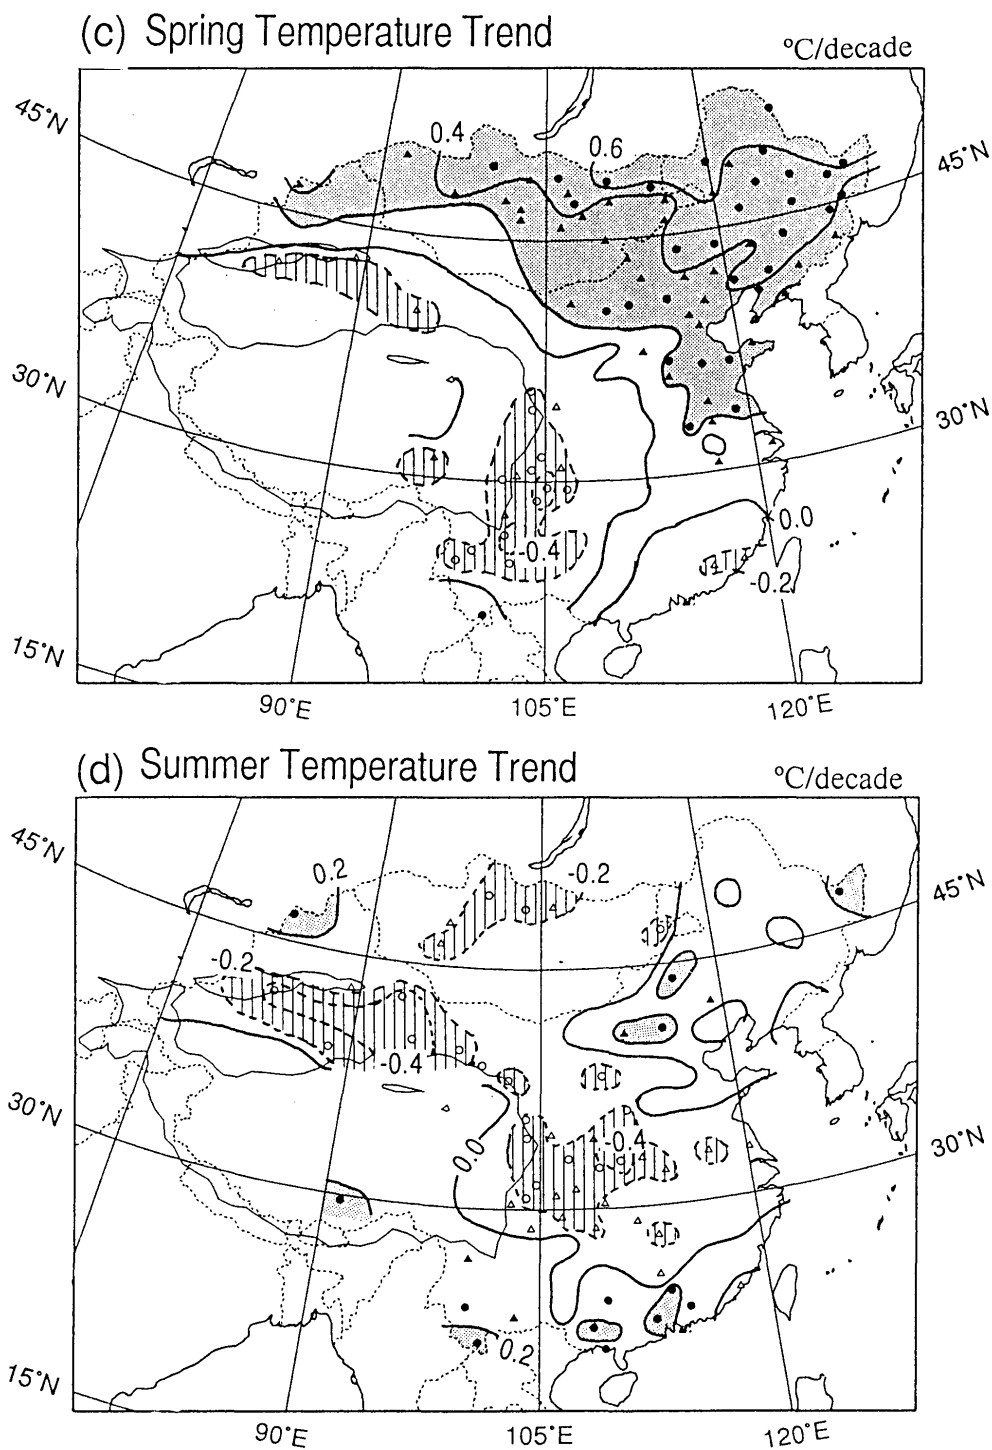 (c) Spring Temperature Trend
°C/decade
45°N
0.4
0.6
45°N
30°N
30°N
0.0
-0.4
-0.2
15°N
90°E
105°E
120°E
(d) Summer Temperature Trend
°C/decade
45°N
0.2
-0.2
45°N
-0.2
-0.4
30°N
-0.4
30°N
0.0
0.2
15°N
90°E
105°E
120°E